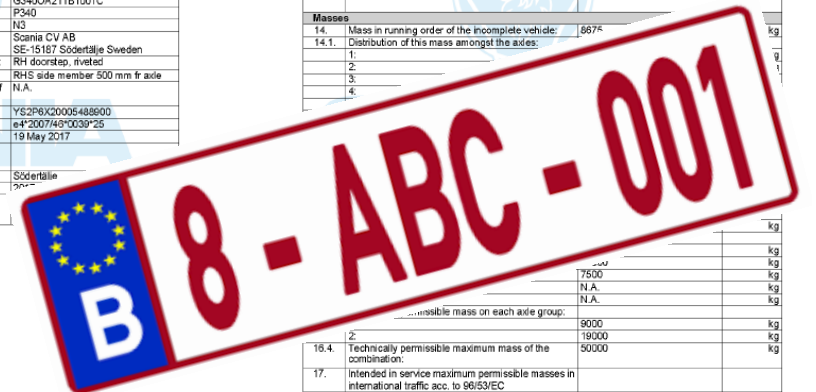 G340OA211B1001C
P340
N3
Scania CV AB
SE-15187 Södertälje Sweden
RH doorstep, riveted
RHS side member 500 mm fr axle
N.A.
YS2P6X20005488900
e4*2007/46*0039*25
19 May 2017
Södertälje
2017
Masses
14. Mass in running order of the incomplete vehicle: 8675 kg
14.1. Distribution of this mass amongst the axles:
1:
2:
3:
4:
B 8 - ABC - 001
kg
kg
kg
7500 kg
N.A. kg
N.A. kg
missible mass on each axle group:
9000 kg
2: 19000 kg
16.4. Technically permissible maximum mass of the 50000 kg
combination:
17. Intended in service maximum permissible masses in
international traffic acc. to 96/53/EC